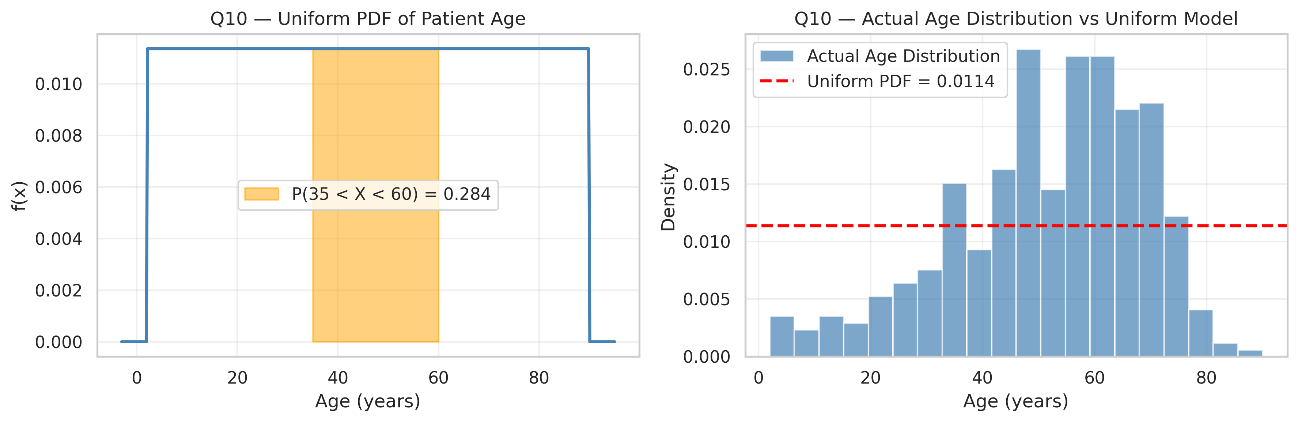 Q10 — Uniform PDF of Patient Age
f(x)
0.010
0.008
0.006
0.004
0.002
0.000
P(35 < X < 60) = 0.284
0
20
40
60
80
Age (years)
Q10 — Actual Age Distribution vs Uniform Model
Actual Age Distribution
Uniform PDF = 0.0114
Density
0.025
0.020
0.015
0.010
0.005
0.000
0
20
40
60
80
Age (years)